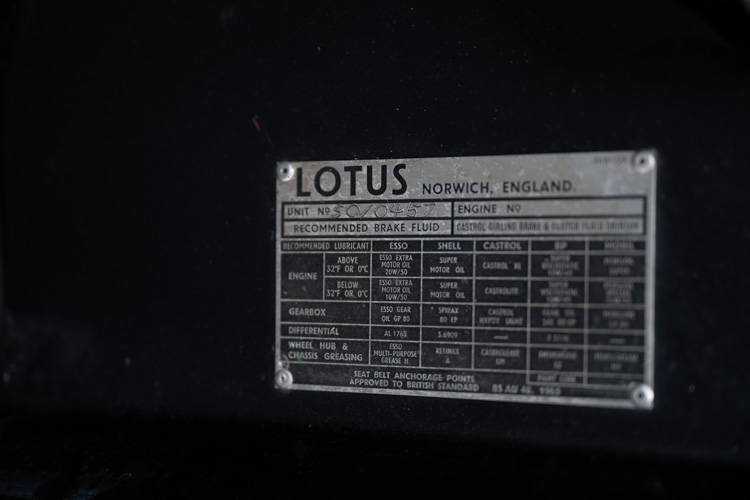 LOTUS NORWICH, ENGLAND.
UNIT Nº 50/0457 ENGINE Nº
RECOMMENDED BRAKE FLUID CASTROL GIRLING BRAKE & CLUTCH FLUID
RECOMMENDED LUBRICANT ESSO SHELL CASTROL BP
ENGINE
ABOVE 32°F OR 0°C
ESSO EXTRA
MOTOR OIL
20W/50
SUPER
MOTOR OIL
CASTROL XL
SUPER
BELOW
32°F OR 0°C
ESSO EXTRA
MOTOR OIL
10W/30
SUPER
MOTOR OIL
CASTROLITE
SUPER
GEARBOX
ESSO GEAR
OIL GP 80
SPIRAX
80 EP
CASTROL
HYPOY LIGHT
DIFFERENTIAL AL 1760 S.6909
WHEEL HUB &
CHASSIS GREASING
ESSO
MULTI-PURPOSE
GREASE H
RETINAX
A
CASTROLEASE
LM
SEAT BELT ANCHORAGE POINTS
APPROVED TO BRITISH STANDARD BS AU 48.